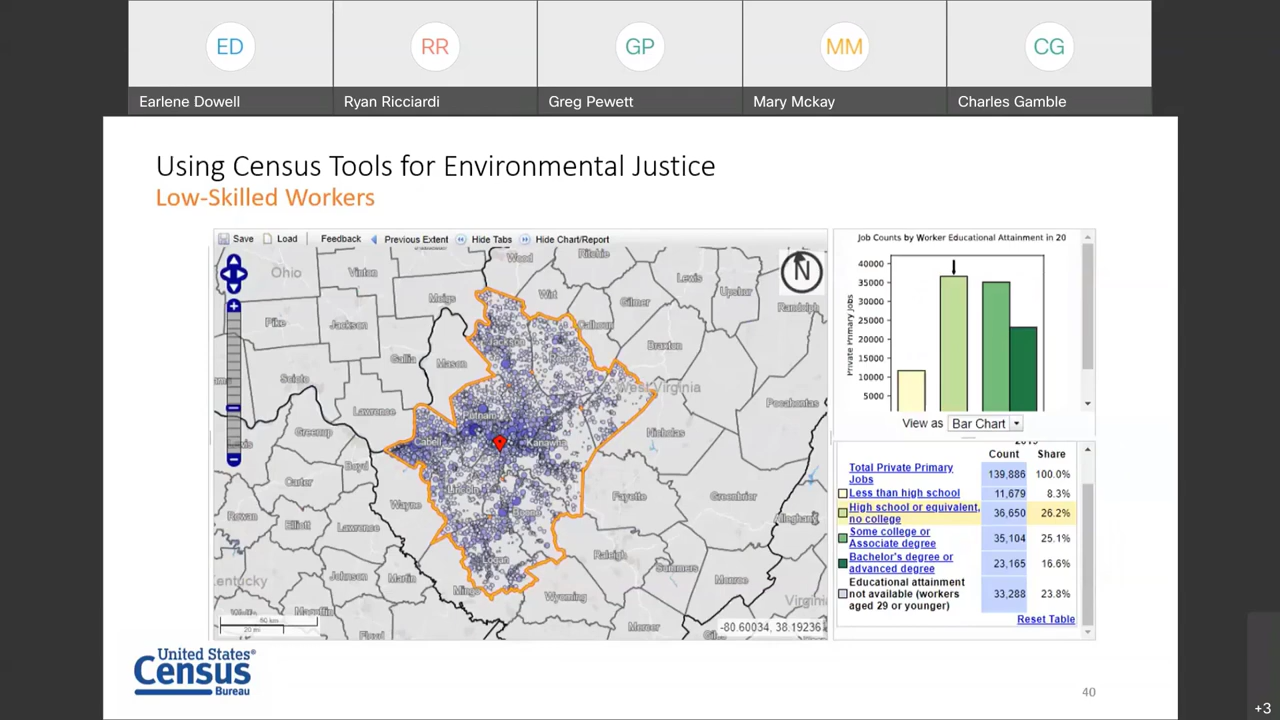 ED
RR
GP
MM
CG
Earlene Dowell
Ryan Ricciardi
Greg Pewett
Mary Mckay
Charles Gamble
Using Census Tools for Environmental Justice
Low-Skilled Workers
Save
Load
Feedback
Previous Extent
Hide Tabs
Hide Chart/Report
N
Ohio
Vinton
Meigs
Wood
Ritchie
Wirt
Lewis
Upshur
Randolph
Gilmer
Pike
Jackson
Jackson
Calhoun
Gallia
Mason
Braxton
Scioto
Lawrence
West Virginia
Pocahontas
Putnam
Greenup
Cabell
Kanawha
Nicholas
Boyd
Carter
Wayne
Lincoln
Fayette
Greenbrier
Rowan
Elliott
Lawrence
Boone
Alleghany
Raleigh
Logan
Summers
Johnson
Martin
Monroe
entucky
Mingo
Wyoming
Magoffin
Floyd
Mercer
Virginia
20 mi
-80.60034, 38.19236
Job Counts by Worker Educational Attainment in 20
Private Primary Jobs
40000
35000
30000
25000
20000
15000
10000
5000
View as Bar Chart
2019
Count Share
Total Private Primary
Jobs
139,886 100.0%
Less than high school 11,679 8.3%
High school or equivalent,
no college
36,650 26.2%
Some college or
Associate degree
35,104 25.1%
Bachelor's degree or
advanced degree
23,165 16.6%
Educational attainment
not available (workers
aged 29 or younger)
33,288 23.8%
Reset Table
United States®
Census
Bureau
40
+3